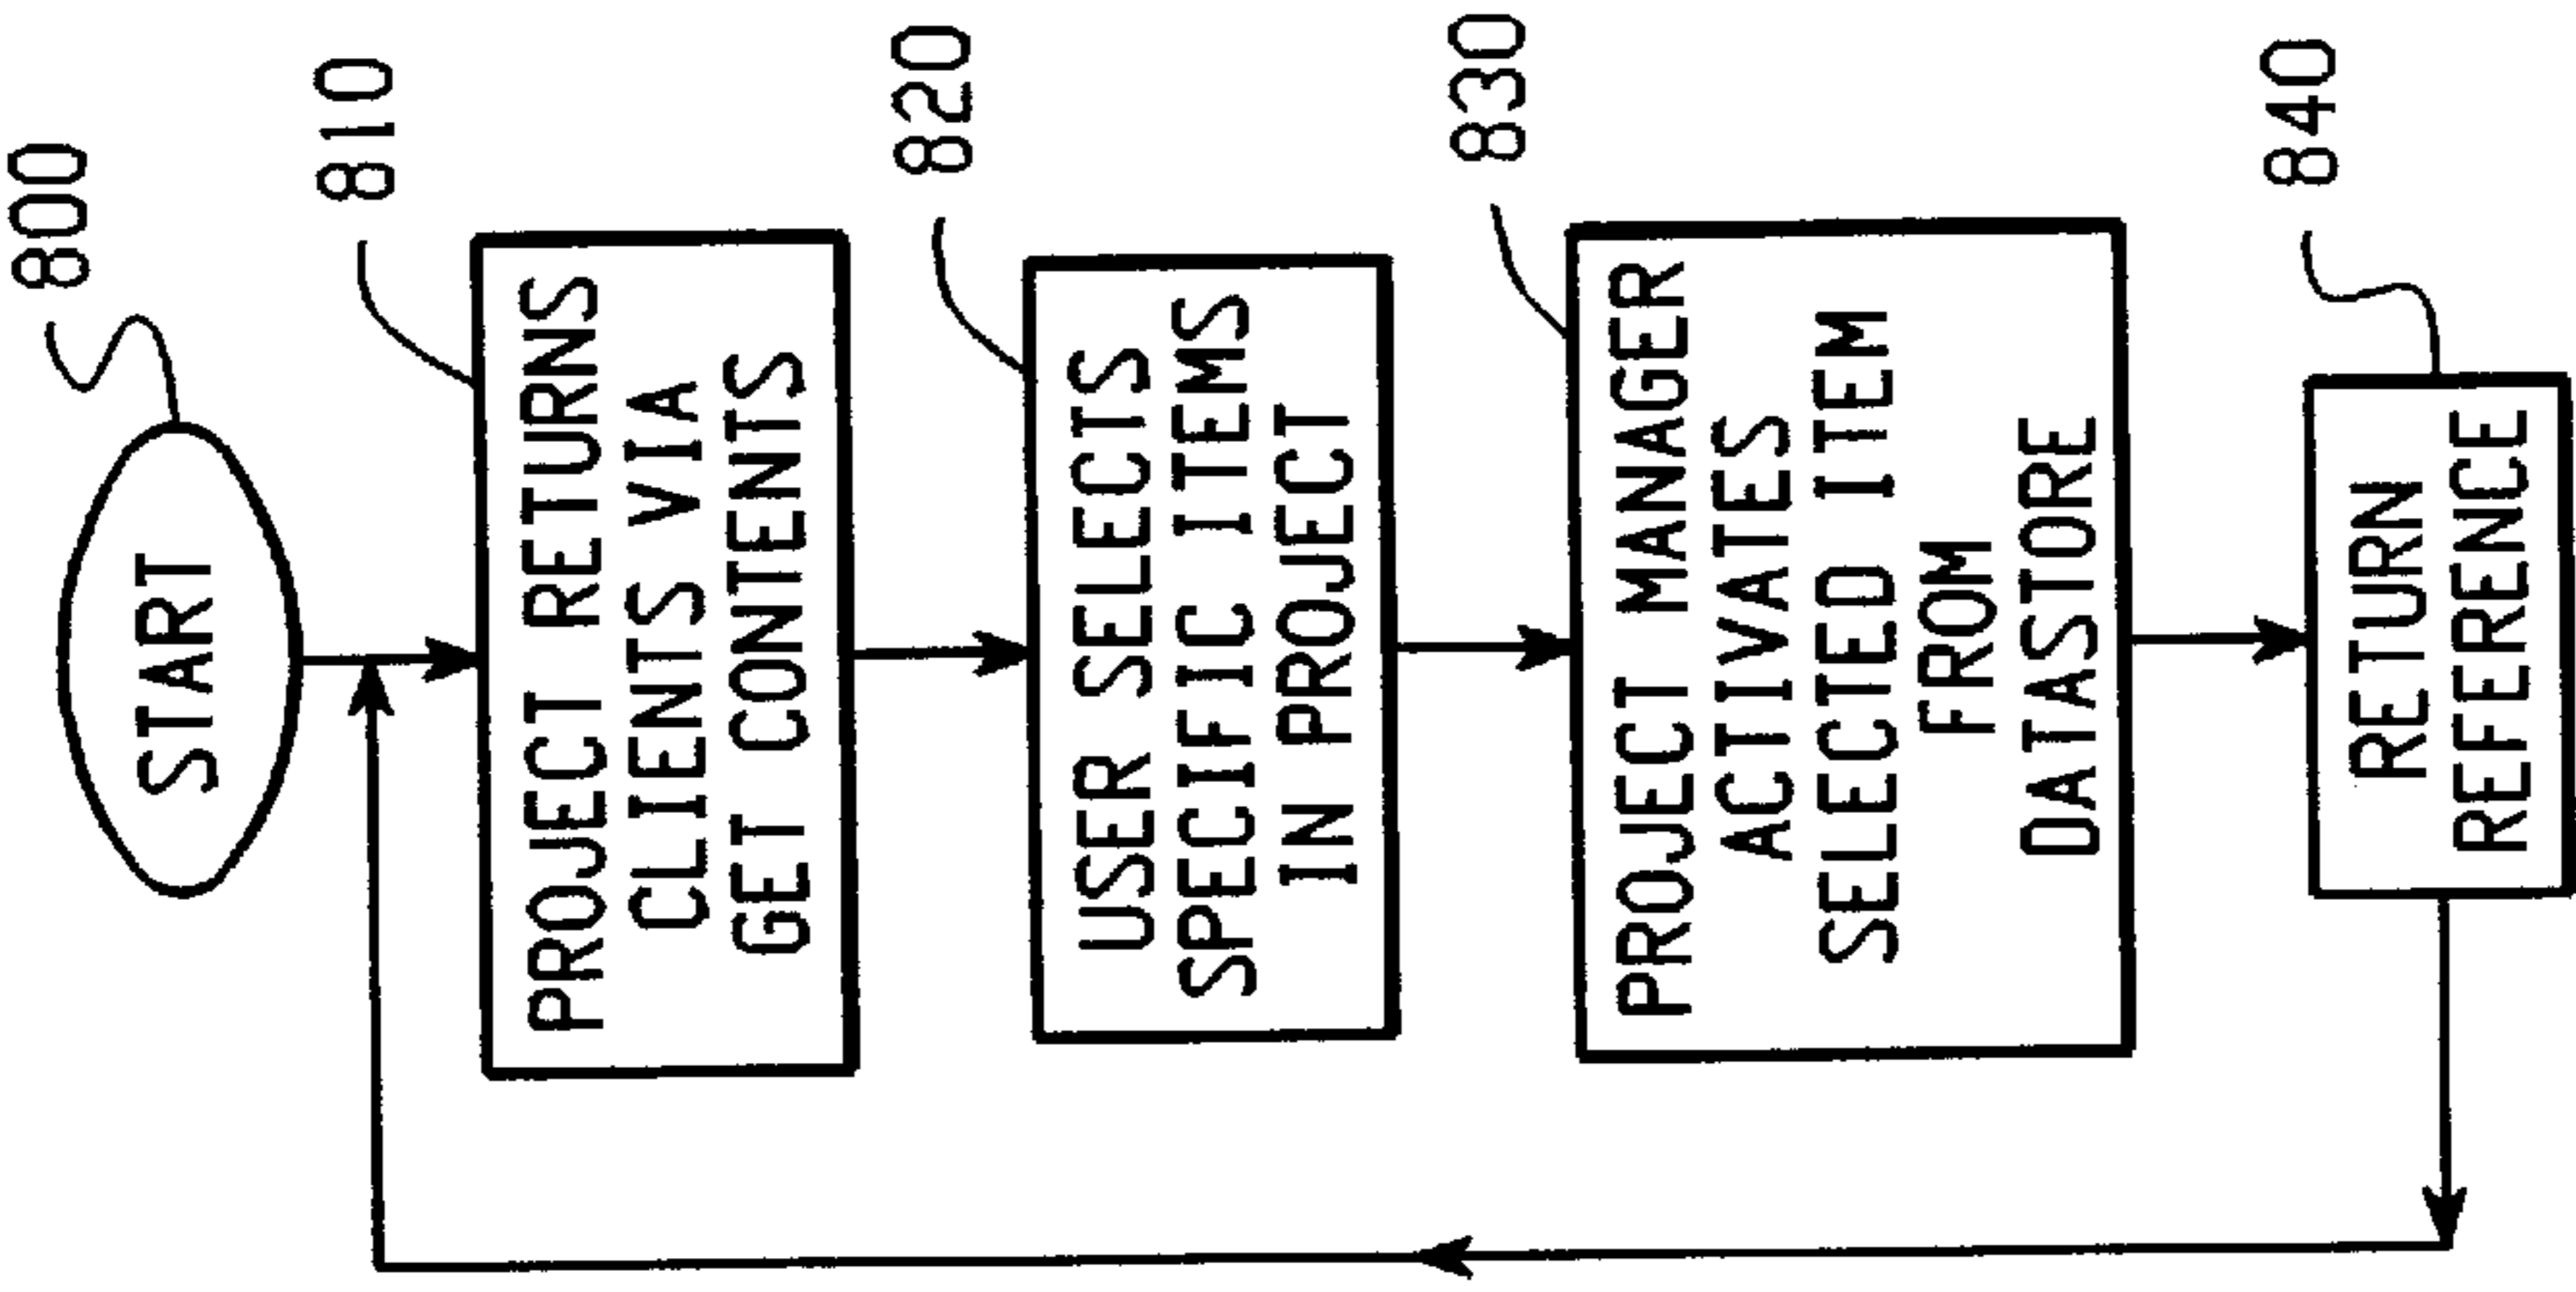 800
START
810
PROJECT RETURNS
CLIENTS VIA
GET CONTENTS
820
USER SELECTS
SPECIFIC ITEMS
IN PROJECT
830
PROJECT MANAGER
ACTIVATES
SELECTED ITEM
FROM
DATASTORE
840
RETURN
REFERENCE